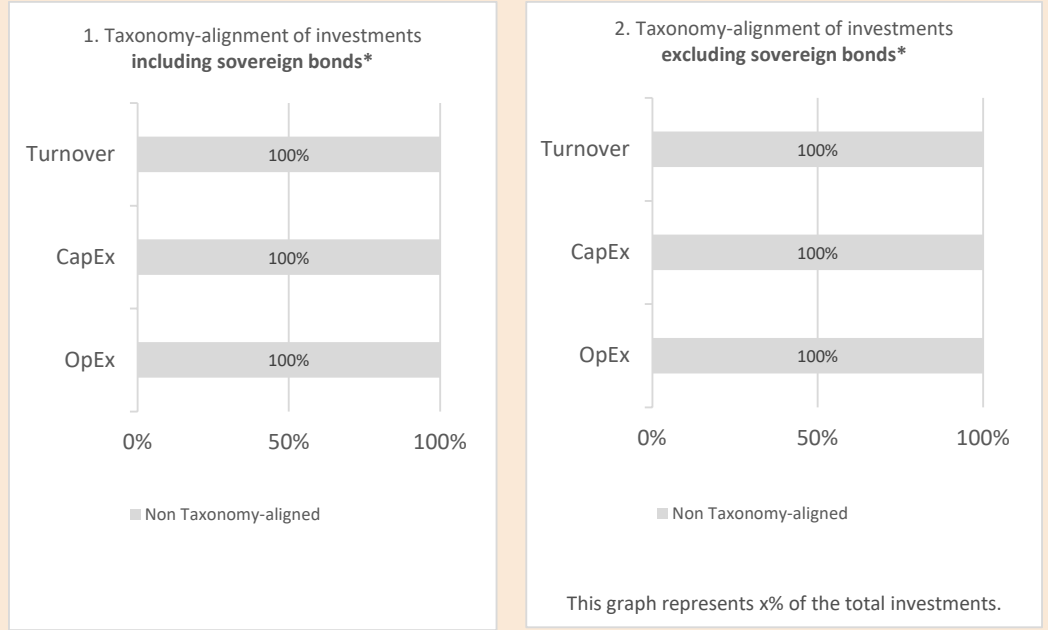 1. Taxonomy-alignment of investments
including sovereign bonds*
Turnover
100%
CapEx
100%
OpEx
100%
0%
50%
100%
Non Taxonomy-aligned
2. Taxonomy-alignment of investments
excluding sovereign bonds*
Turnover
100%
CapEx
100%
OpEx
100%
0%
50%
100%
Non Taxonomy-aligned
This graph represents x% of the total investments.